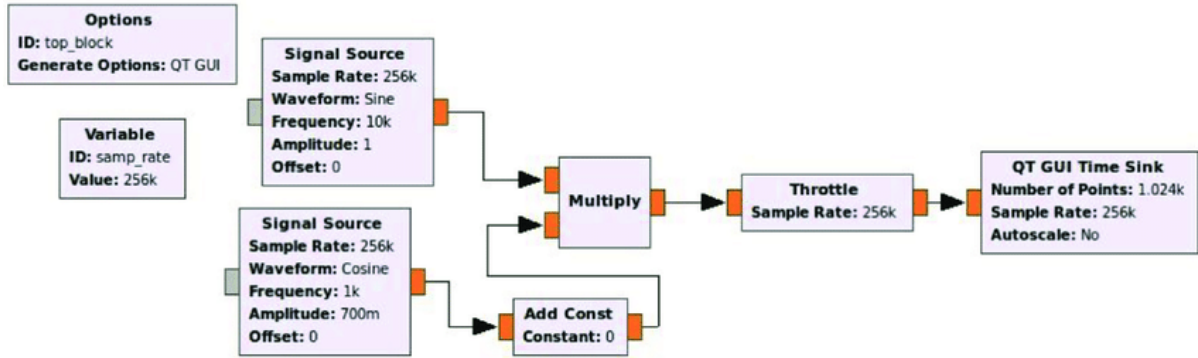 Options
ID: top_block
Generate Options: QT GUI
Variable
ID: samp_rate
Value: 256k
Signal Source
Sample Rate: 256k
Waveform: Sine
Frequency: 10k
Amplitude: 1
Offset: 0
Signal Source
Sample Rate: 256k
Waveform: Cosine
Frequency: 1k
Amplitude: 700m
Offset: 0
Add Const
Constant: 0
Multiply
Throttle
Sample Rate: 256k
QT GUI Time Sink
Number of Points: 1.024k
Sample Rate: 256k
Autoscale: No